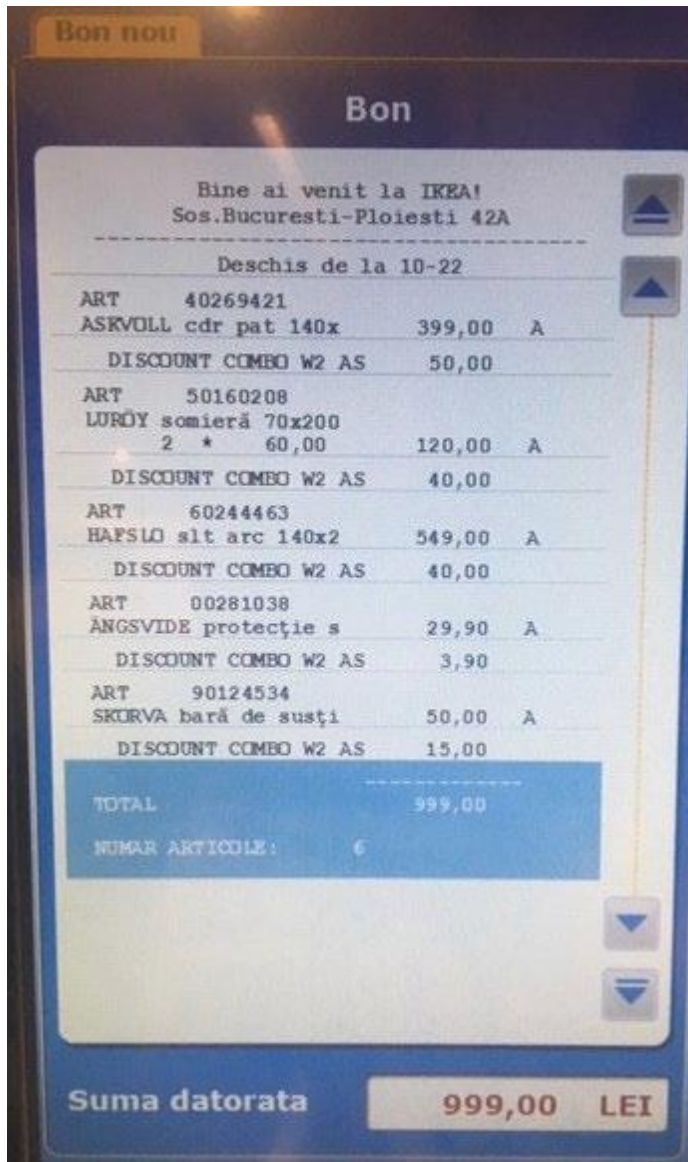 Bon nou
Bon
Bine ai venit la IKEA!
Sos.Bucuresti-Ploiesti 42A
------------------------------------
Deschis de la 10-22
ART 40269421
ASKVOLL cdr pat 140x 399,00 A
DISCOUNT COMBO W2 AS 50,00
ART 50160208
LURÖY somieră 70x200
2 * 60,00 120,00 A
DISCOUNT COMBO W2 AS 40,00
ART 60244463
HAFSLO slt arc 140x2 549,00 A
DISCOUNT COMBO W2 AS 40,00
ART 00281038
ÄNGSVIDE protecţie s 29,90 A
DISCOUNT COMBO W2 AS 3,90
ART 90124534
SKORVA bară de susţi 50,00 A
DISCOUNT COMBO W2 AS 15,00
-------------
TOTAL 999,00
NUMAR ARTICOLE: 6
Suma datorata 999,00 LEI